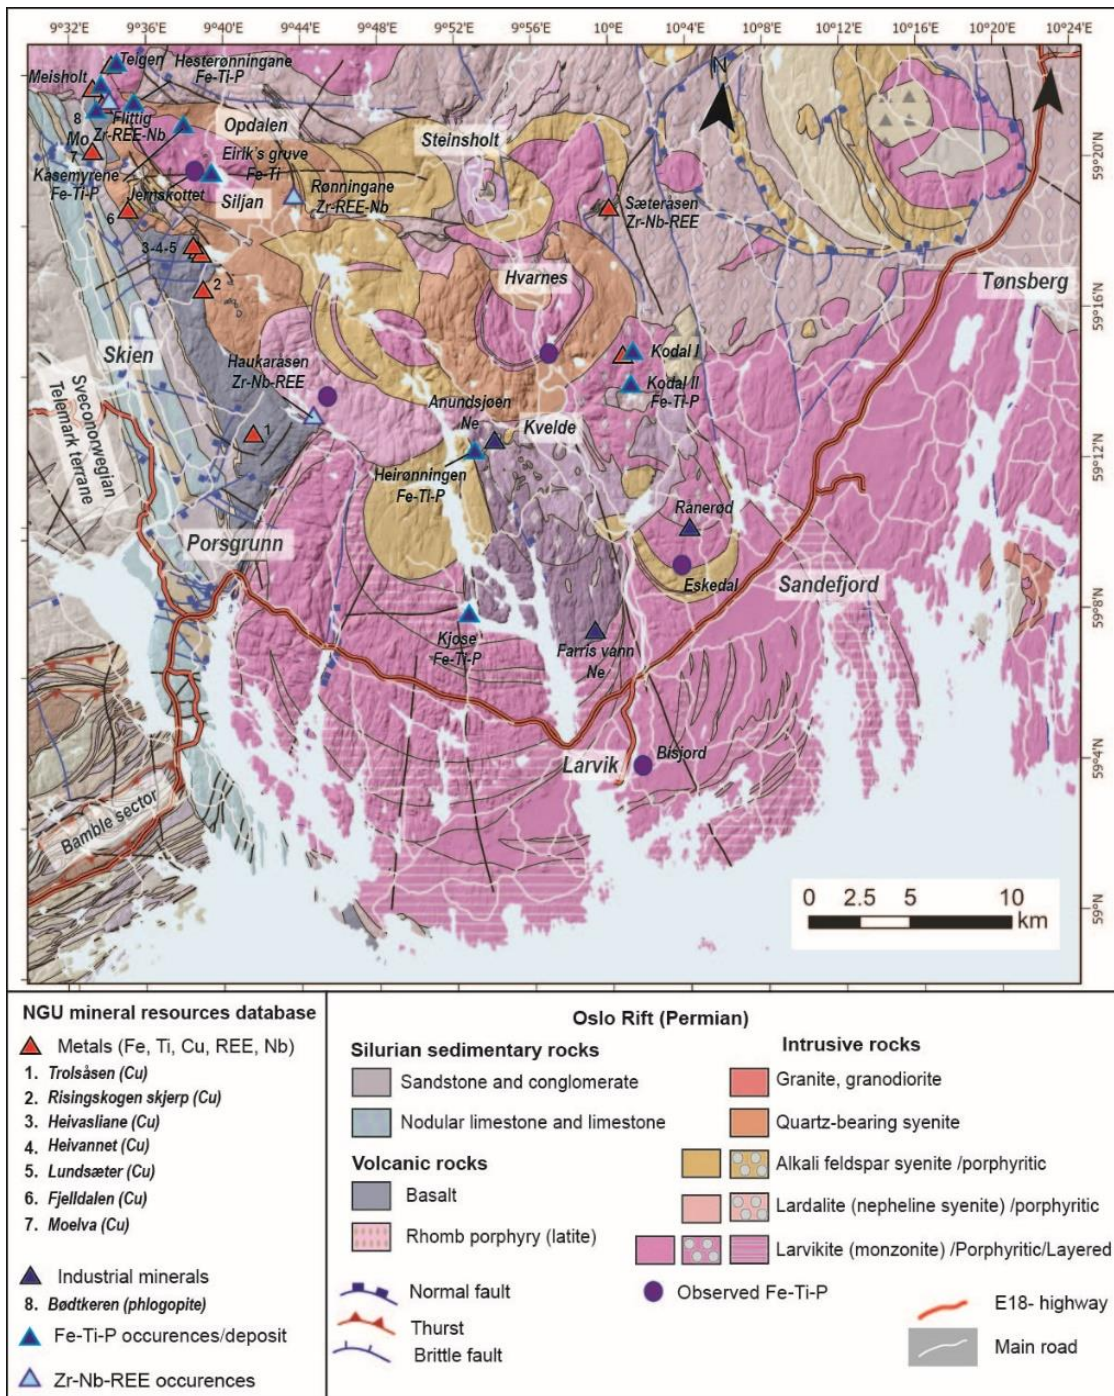 9°32'E 9°36'E 9°40'E 9°44'E 9°48'E 9°52'E 9°56'E 10°0'E 10°4'E 10°8'E 10°12'E 10°16'E 10°20'E 10°24'E
N
Teigen
Meisholt
Hesterønningane
Fe-Ti-P
8
Flittig
Zr-REE-Nb
Mo
7
Opdalen
Eirik's gruve
Fe-Ti
Kåsemyrene
Fe-Ti-P
Jernskottet
Siljan
Steinsholt
Rønningane
Zr-REE-Nb
6
Sæteråsen
Zr-Nb-REE
3-4-5
2
Hvarnes
Tønsberg
59°20'N
59°16'N
59°12'N
59°8'N
59°4'N
59°N
Skien
Haukaråsen
Zr-Nb-REE
Kodal I
Kodal II
Fe-Ti-P
Sveconorwegian
Telemark terrane
1
Anundsjøen
Ne
Kvelde
Heirønningen
Fe-Ti-P
Rånerød
Porsgrunn
Eskedal
Sandefjord
Kjose
Fe-Ti-P
Farris vann
Ne
Larvik
Bisjord
Bamble sector
0 2.5 5 10
km
NGU mineral resources database
Metals (Fe, Ti, Cu, REE, Nb)
1. Trolsåsen (Cu)
2. Risingskogen skjerp (Cu)
3. Heivasliane (Cu)
4. Heivannet (Cu)
5. Lundsæter (Cu)
6. Fjelldalen (Cu)
7. Moelva (Cu)
Industrial minerals
8. Bødtkeren (phlogopite)
Fe-Ti-P occurences/deposit
Zr-Nb-REE occurences
Oslo Rift (Permian)
Silurian sedimentary rocks
Sandstone and conglomerate
Nodular limestone and limestone
Volcanic rocks
Basalt
Rhomb porphyry (latite)
Normal fault
Thurst
Brittle fault
Intrusive rocks
Granite, granodiorite
Quartz-bearing syenite
Alkali feldspar syenite /porphyritic
Lardalite (nepheline syenite) /porphyritic
Larvikite (monzonite) /Porphyritic/Layered
Observed Fe-Ti-P
E18- highway
Main road